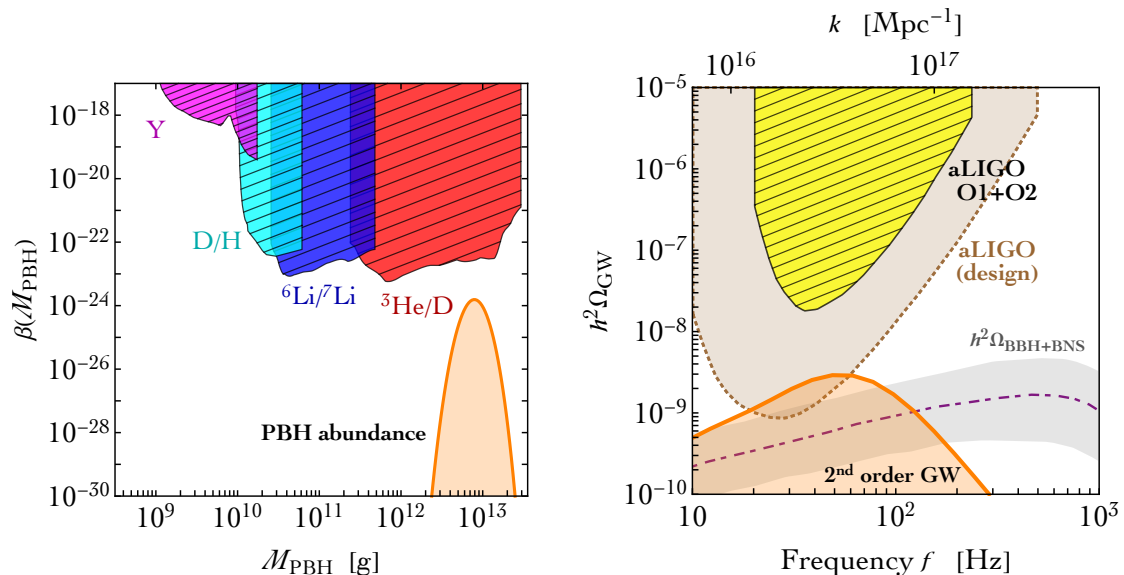 10⁻¹⁸
10⁻²⁰
10⁻²²
10⁻²⁴
10⁻²⁶
10⁻²⁸
10⁻³⁰
β(M_PBH)
Y
D/H
⁶Li/⁷Li
³He/D
PBH abundance
10⁹ 10¹⁰ 10¹¹ 10¹² 10¹³
M_PBH [g]
k [Mpc⁻¹]
10¹⁶ 10¹⁷
10⁻⁵
10⁻⁶
10⁻⁷
10⁻⁸
10⁻⁹
10⁻¹⁰
h²Ω_GW
aLIGO
O1+O2
aLIGO
(design)
h²Ω_BBH+BNS
2nd order GW
10 10² 10³
Frequency f [Hz]